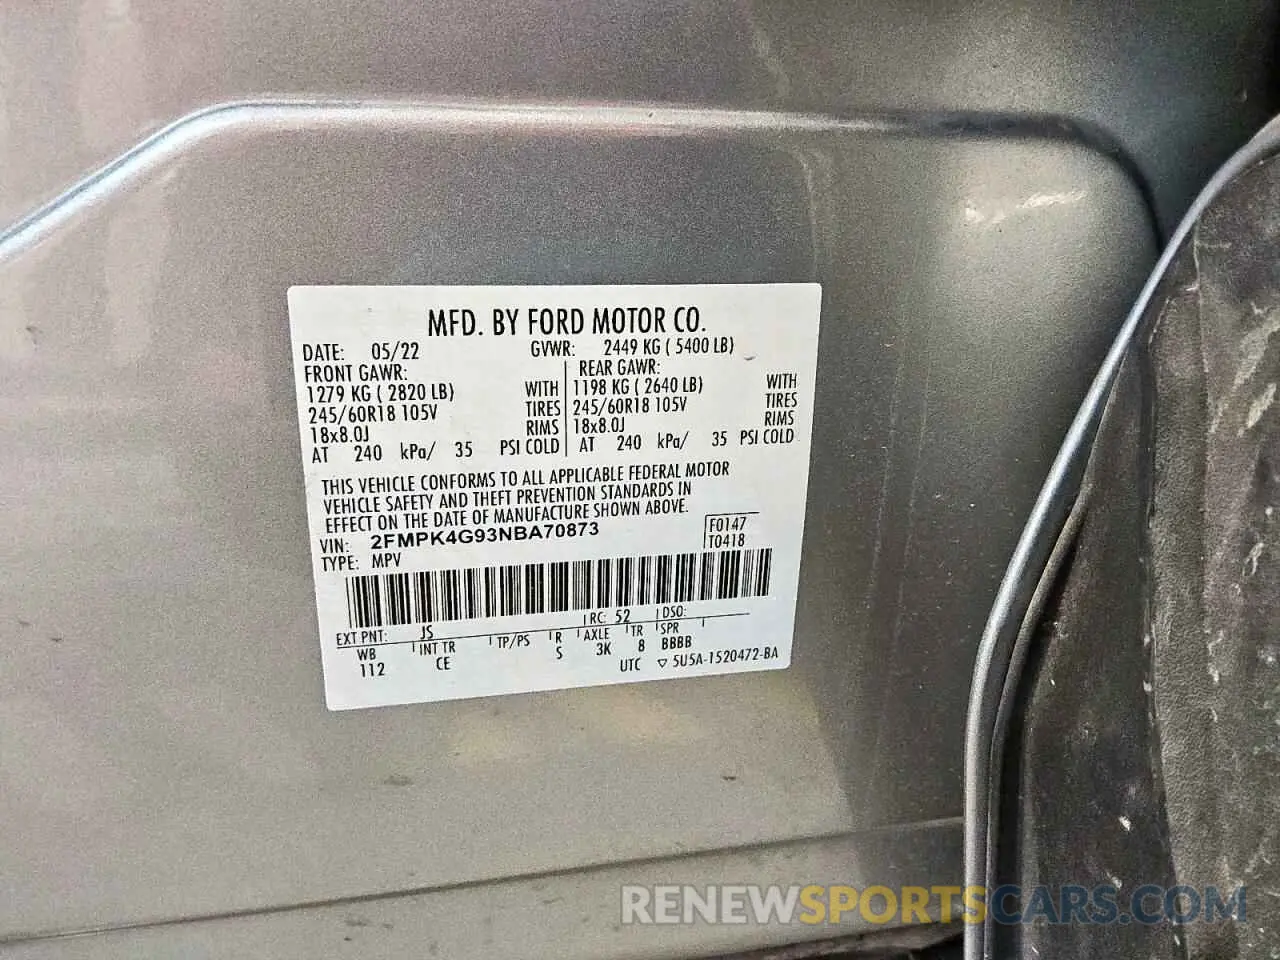 MFD. BY FORD MOTOR CO.
DATE: 05/22 GVWR: 2449 KG ( 5400 LB)
FRONT GAWR: REAR GAWR:
1279 KG ( 2820 LB) WITH 1198 KG ( 2640 LB) WITH
245/60R18 105V TIRES 245/60R18 105V TIRES
18x8.0J RIMS 18x8.0J RIMS
AT 240 kPa/ 35 PSI COLD AT 240 kPa/ 35 PSI COLD
THIS VEHICLE CONFORMS TO ALL APPLICABLE FEDERAL MOTOR
VEHICLE SAFETY AND THEFT PREVENTION STANDARDS IN
EFFECT ON THE DATE OF MANUFACTURE SHOWN ABOVE.
VIN: 2FMPK4G93NBA70873 F0147
TYPE: MPV T0418
EXT PNT: JS RC: 52 DSO:
WB INT TR TP/PS R AXLE TR SPR
112 CE S 3K 8 BBBB
UTC ▽ 5U5A-1520472-BA
RENEWSPORTSCARS.COM